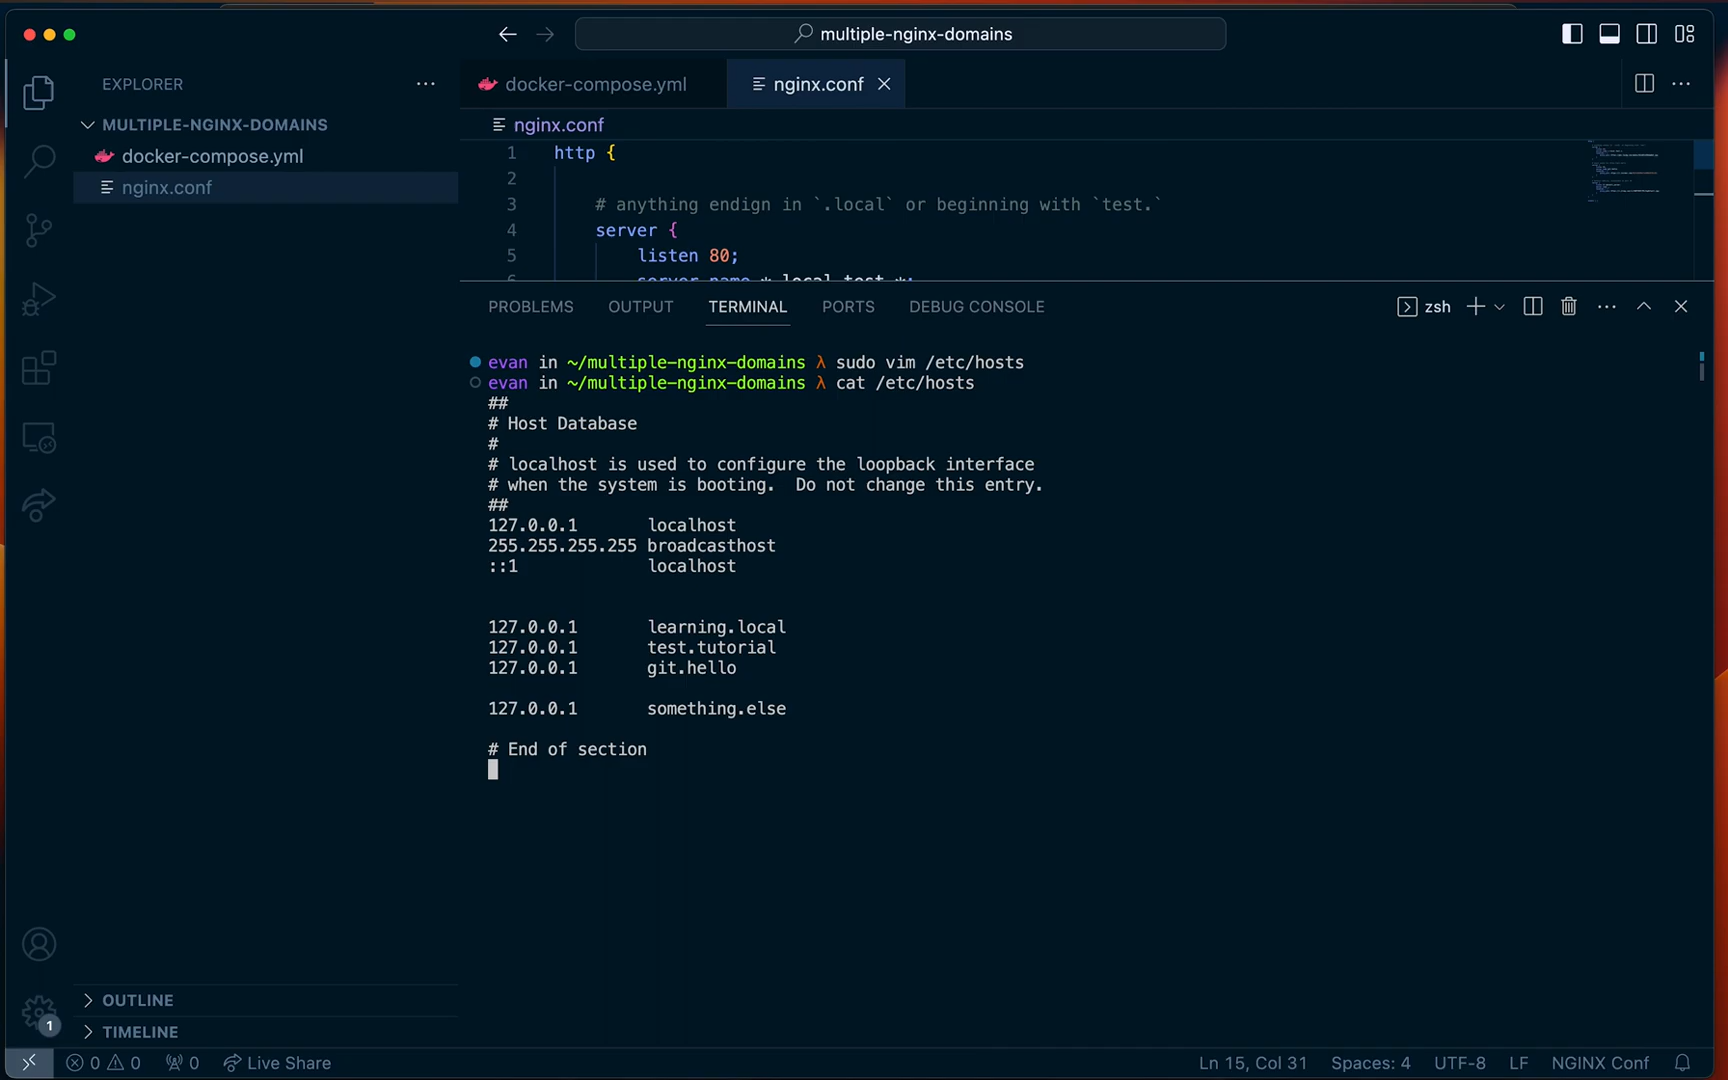 multiple-nginx-domains
EXPLORER
docker-compose.yml
nginx.conf
MULTIPLE-NGINX-DOMAINS
docker-compose.yml
nginx.conf
nginx.conf
1 http {
2
3 # anything endign in `.local` or beginning with `test.`
4 server {
5 listen 80;
6 server_name *.local test.*;
PROBLEMS
OUTPUT
TERMINAL
PORTS
DEBUG CONSOLE
zsh
evan in ~/multiple-nginx-domains λ sudo vim /etc/hosts
evan in ~/multiple-nginx-domains λ cat /etc/hosts
##
# Host Database
#
# localhost is used to configure the loopback interface
# when the system is booting.  Do not change this entry.
##
127.0.0.1 localhost
255.255.255.255 broadcasthost
::1 localhost
127.0.0.1 learning.local
127.0.0.1 test.tutorial
127.0.0.1 git.hello
127.0.0.1 something.else
# End of section
OUTLINE
1
TIMELINE
0 0 0 Live Share
Ln 15, Col 31 Spaces: 4 UTF-8 LF NGINX Conf